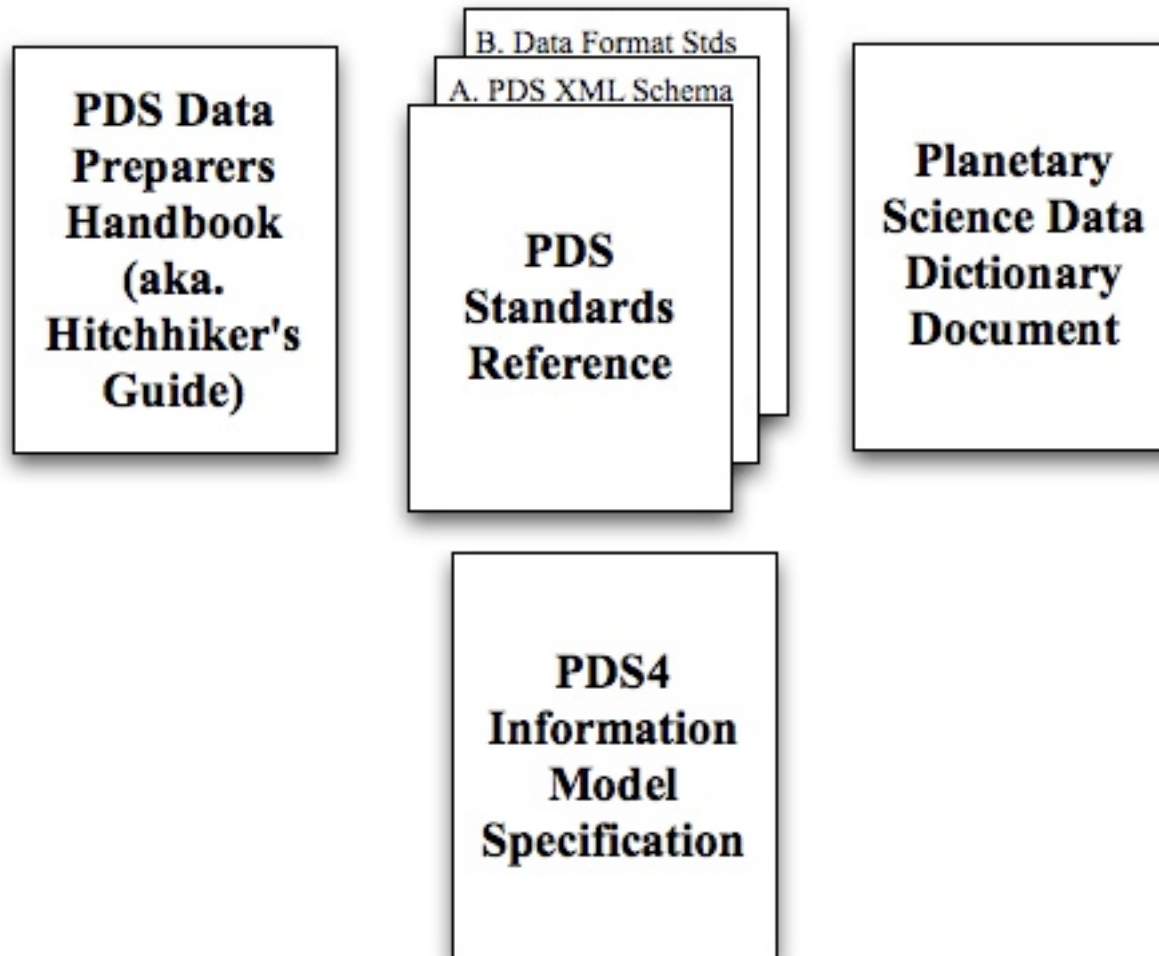 PDS Data
Preparers
Handbook
(aka.
Hitchhiker's
Guide)
B. Data Format Stds
A. PDS XML Schema
PDS
Standards
Reference
Planetary
Science Data
Dictionary
Document
PDS4
Information
Model
Specification